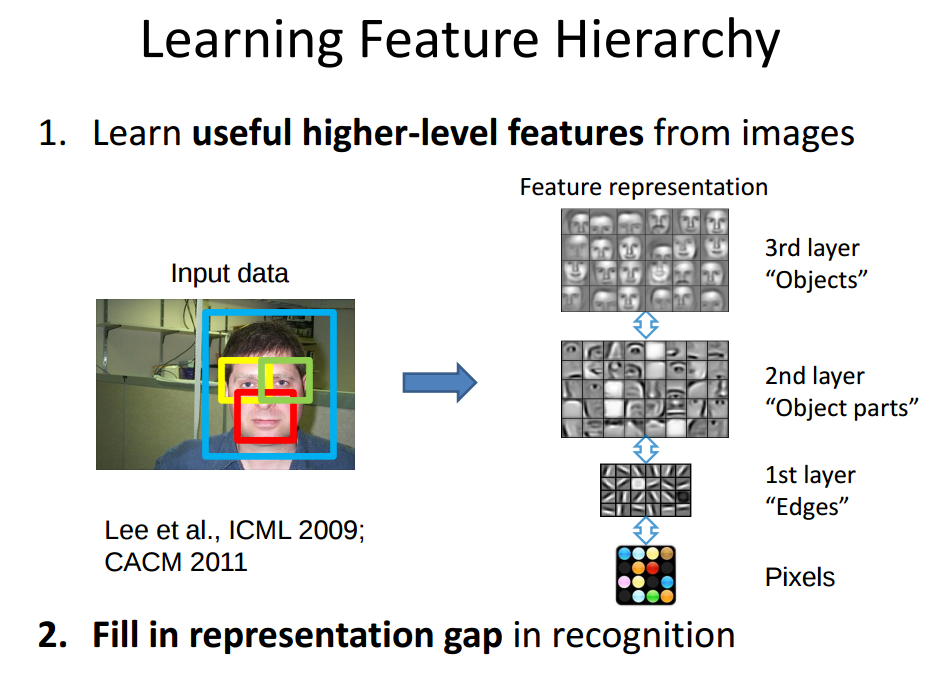 Learning Feature Hierarchy
1. Learn useful higher-level features from images
Feature representation
Input data
3rd layer
“Objects”
2nd layer
“Object parts”
1st layer
“Edges”
Pixels
Lee et al., ICML 2009;
CACM 2011
2. Fill in representation gap in recognition